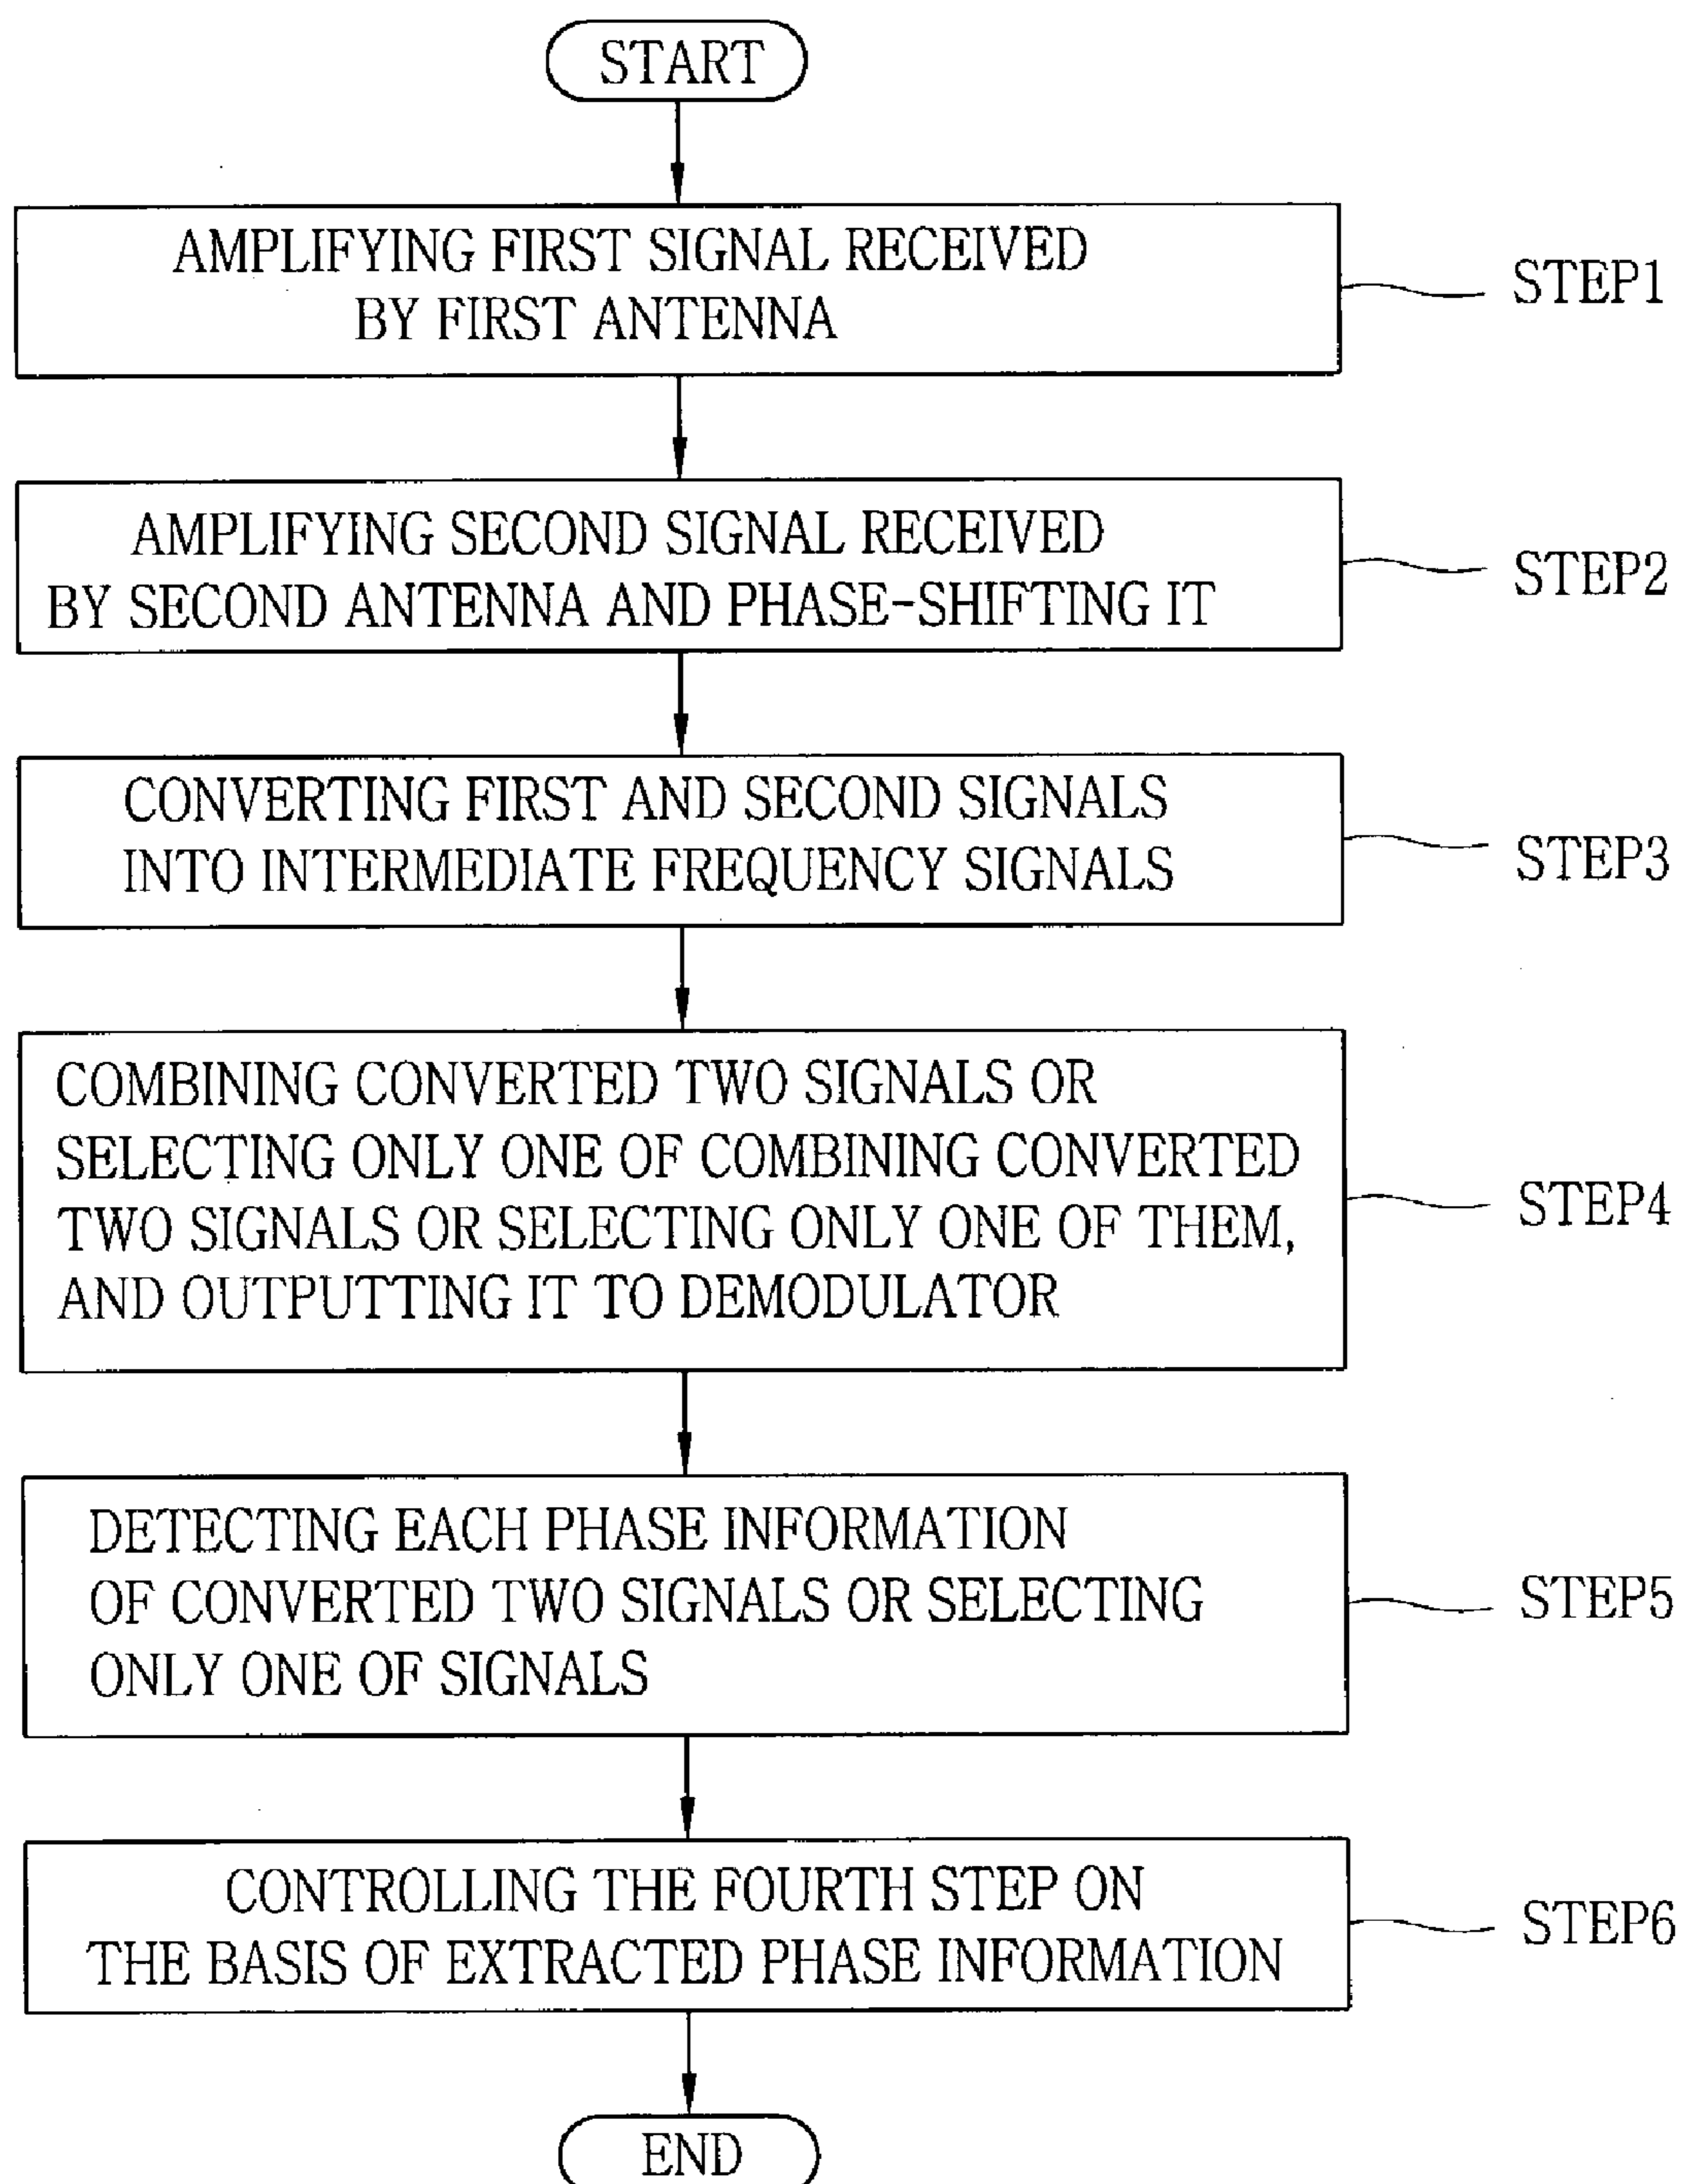 START
AMPLIFYING FIRST SIGNAL RECEIVED
BY FIRST ANTENNA
STEP1
AMPLIFYING SECOND SIGNAL RECEIVED
BY SECOND ANTENNA AND PHASE-SHIFTING IT
STEP2
CONVERTING FIRST AND SECOND SIGNALS
INTO INTERMEDIATE FREQUENCY SIGNALS
STEP3
COMBINING CONVERTED TWO SIGNALS OR
SELECTING ONLY ONE OF COMBINING CONVERTED
TWO SIGNALS OR SELECTING ONLY ONE OF THEM,
AND OUTPUTTING IT TO DEMODULATOR
STEP4
DETECTING EACH PHASE INFORMATION
OF CONVERTED TWO SIGNALS OR SELECTING
ONLY ONE OF SIGNALS
STEP5
CONTROLLING THE FOURTH STEP ON
THE BASIS OF EXTRACTED PHASE INFORMATION
STEP6
END